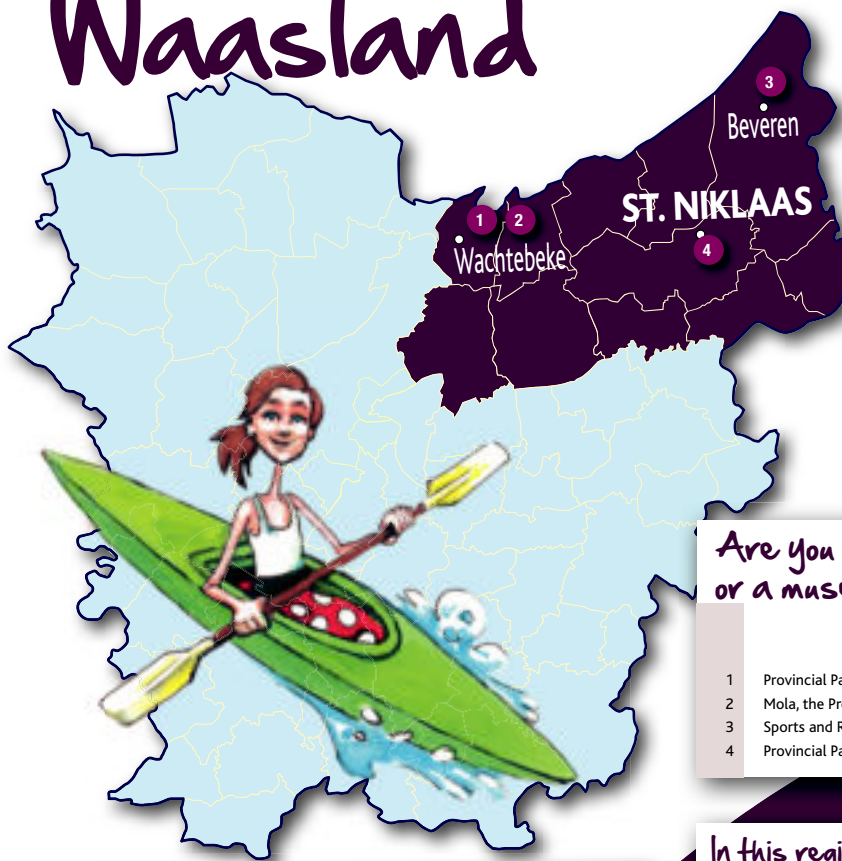 Waasland
3
Beveren
ST. NIKLAAS
1
2
4
Wachtebeke
Are you
or a muse
1 Provincial Pa
2 Mola, the Pr
3 Sports and R
4 Provincial Pa
In this regi